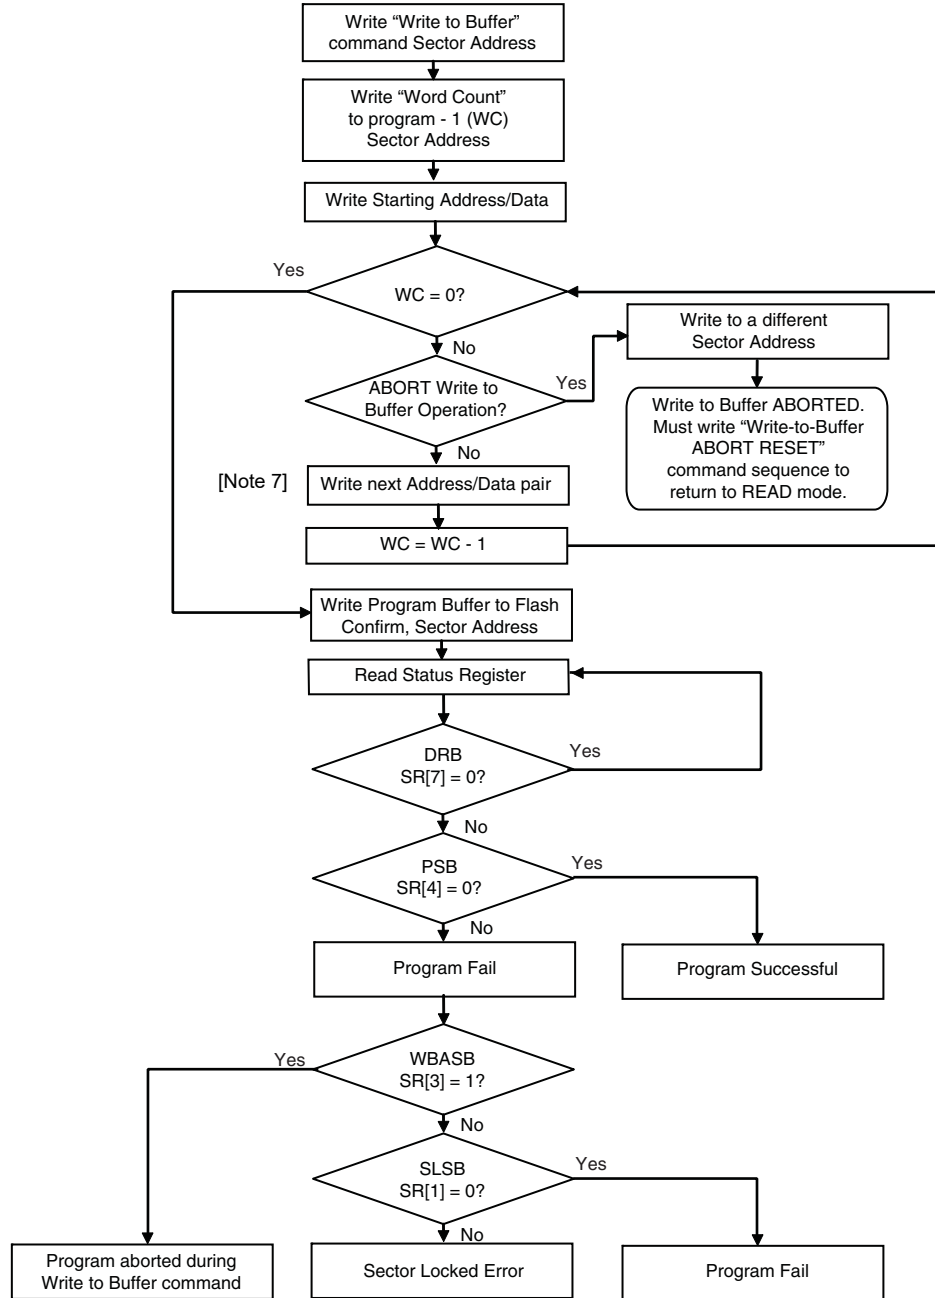 Write “Write to Buffer”
command Sector Address
Write “Word Count”
to program - 1 (WC)
Sector Address
Write Starting Address/Data
Yes
WC = 0?
No
Write to a different
Sector Address
ABORT Write to
Buffer Operation?
Yes
Write to Buffer ABORTED.
Must write “Write-to-Buffer
ABORT RESET”
command sequence to
return to READ mode.
No
[Note 7]
Write next Address/Data pair
WC = WC - 1
Write Program Buffer to Flash
Confirm, Sector Address
Read Status Register
DRB
SR[7] = 0?
Yes
No
PSB
SR[4] = 0?
Yes
No
Program Fail
Program Successful
Yes
WBASB
SR[3] = 1?
No
SLSB
SR[1] = 0?
Yes
No
Program aborted during
Write to Buffer command
Sector Locked Error
Program Fail